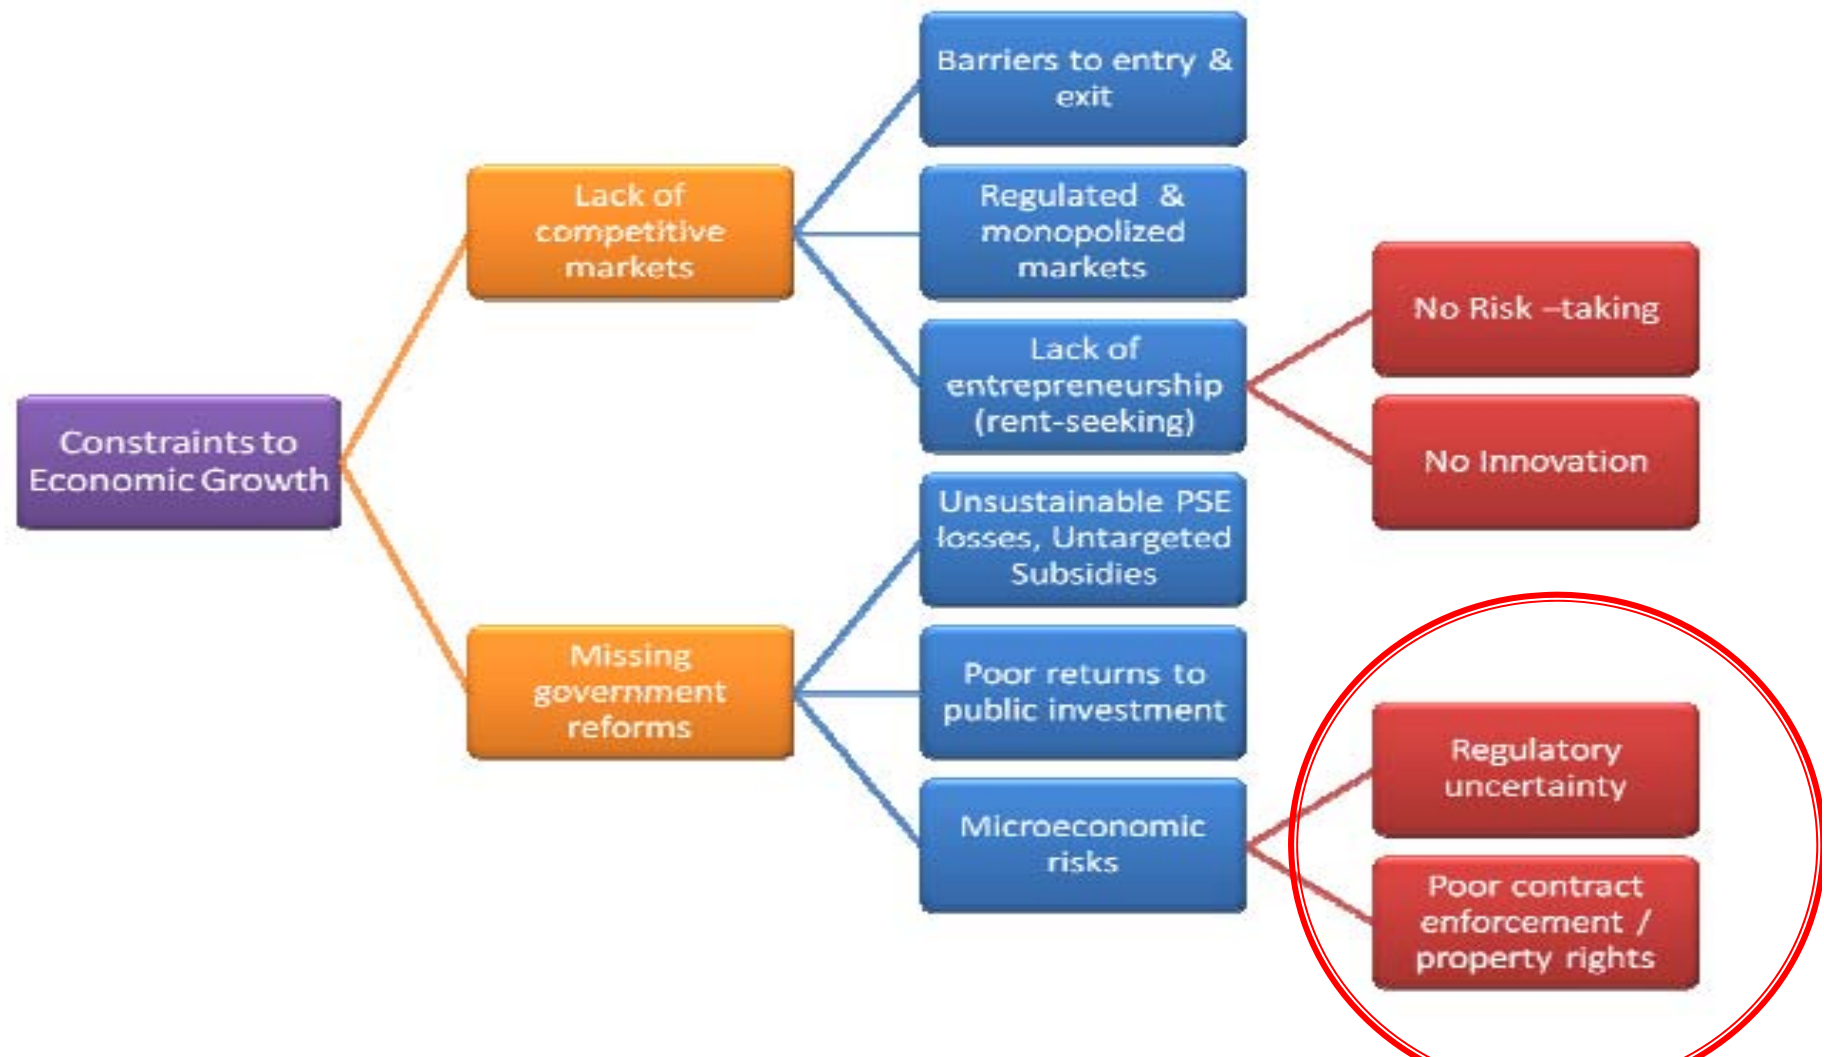 Constraints to
Economic Growth
Lack of
competitive
markets
Missing
government
reforms
Barriers to entry &
exit
Regulated & 
monopolized
markets
Lack of
entrepreneurship
(rent-seeking)
Unsustainable PSE
losses, Untargeted
Subsidies
Poor returns to
public investment
Microeconomic
risks
No Risk –taking
No Innovation
Regulatory
uncertainty
Poor contract
enforcement /
property rights